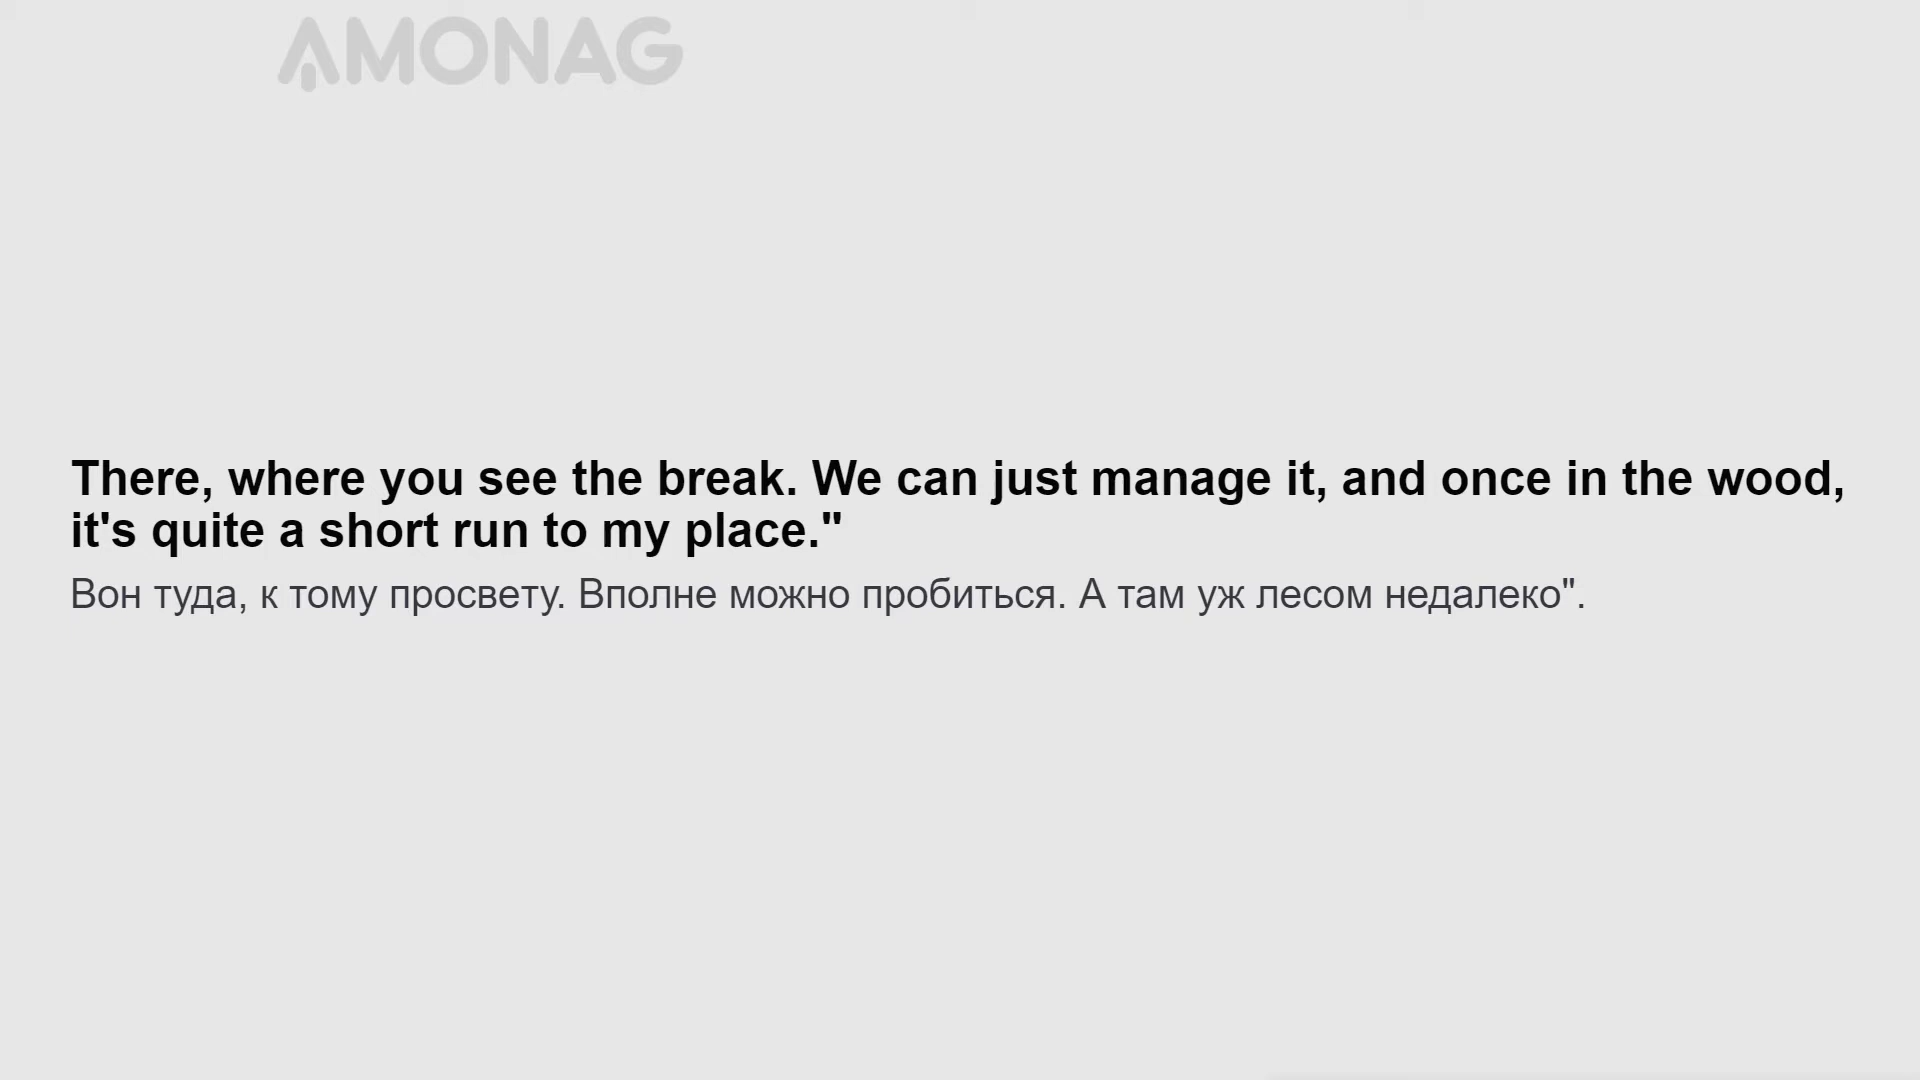 AMONAG
There, where you see the break. We can just manage it, and once in the wood,
it's quite a short run to my place."
Вон туда, к тому просвету. Вполне можно пробиться. А там уж лесом недалеко".